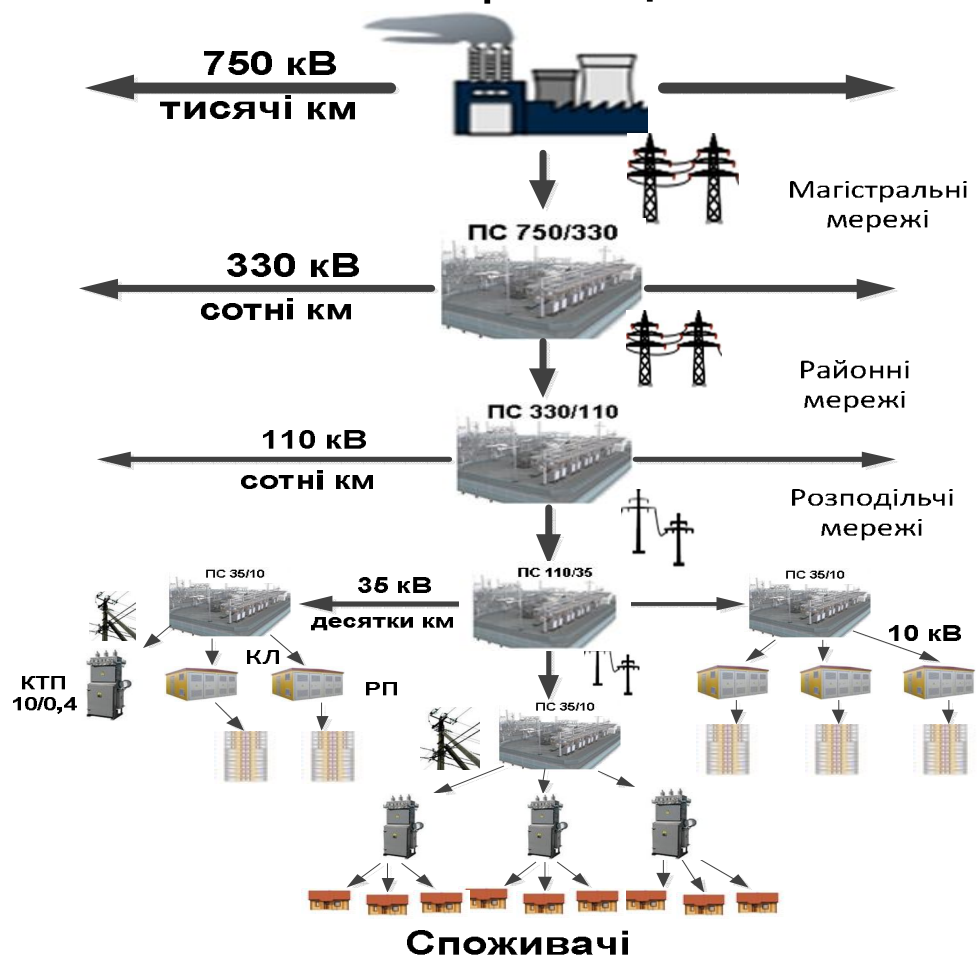 750 кВ
тисячі км
Магістральні
мережі
ПС 750/330
330 кВ
сотні км
Районні
мережі
ПС 330/110
110 кВ
сотні км
Розподільчі
мережі
ПС 35/10
ПС 110/35
ПС 35/10
35 кВ
десятки км
10 кВ
КЛ
КТП
10/0,4
РП
ПС 35/10
Споживачі